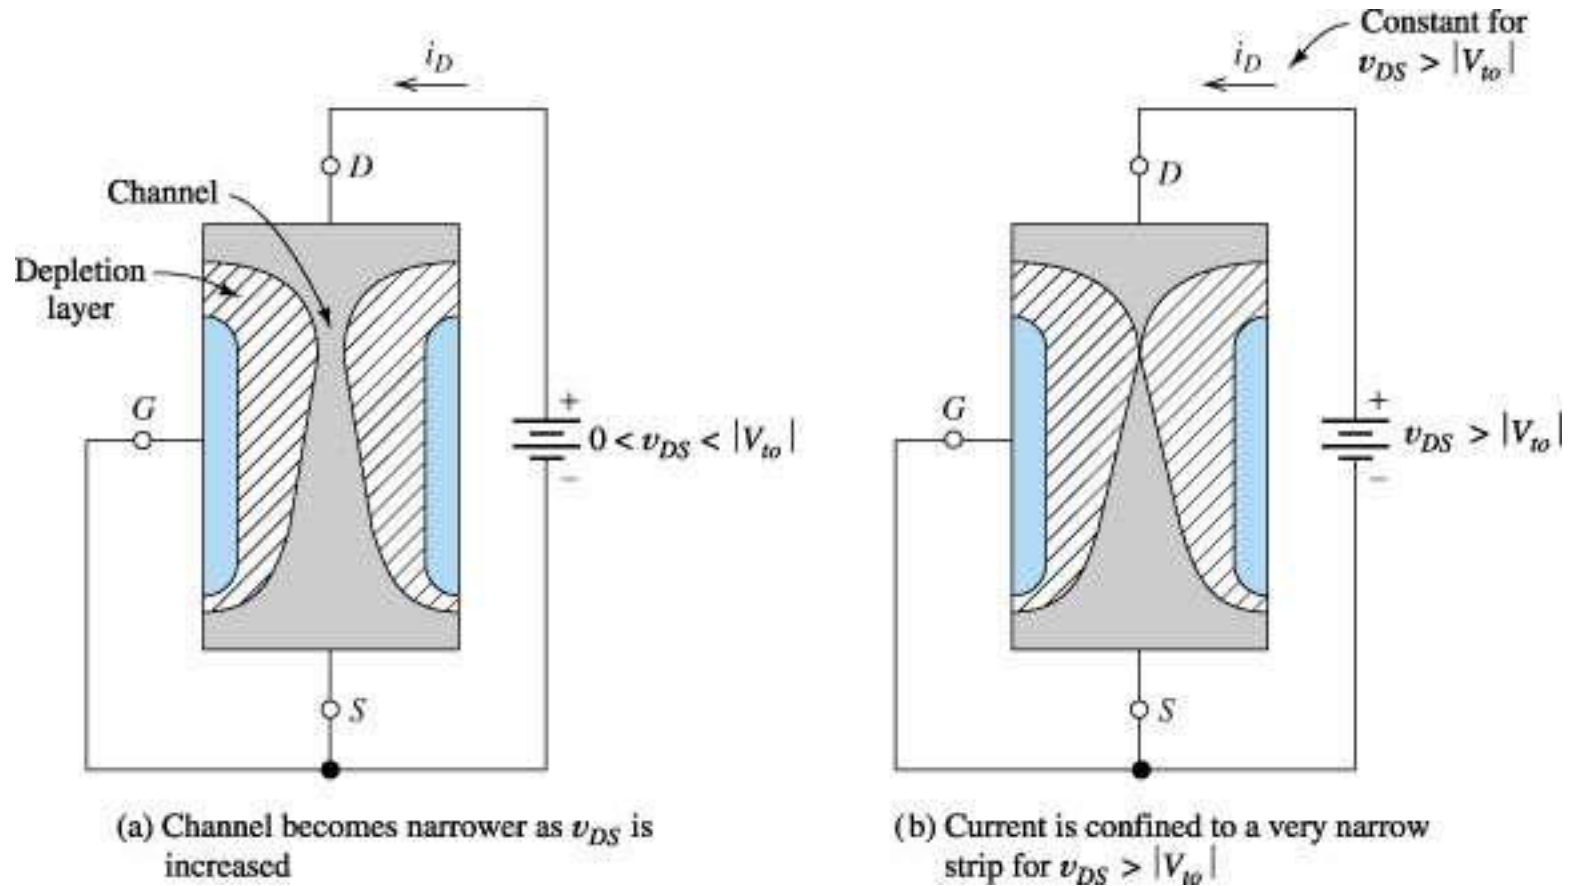 i_D
D
Channel
Depletion
layer
G
+
0 < v_DS < |V_to|
−
S
(a) Channel becomes narrower as v_DS is
increased
Constant for
v_DS > |V_to|
i_D
D
G
+
v_DS > |V_to|
−
S
(b) Current is confined to a very narrow
strip for v_DS > |V_to|